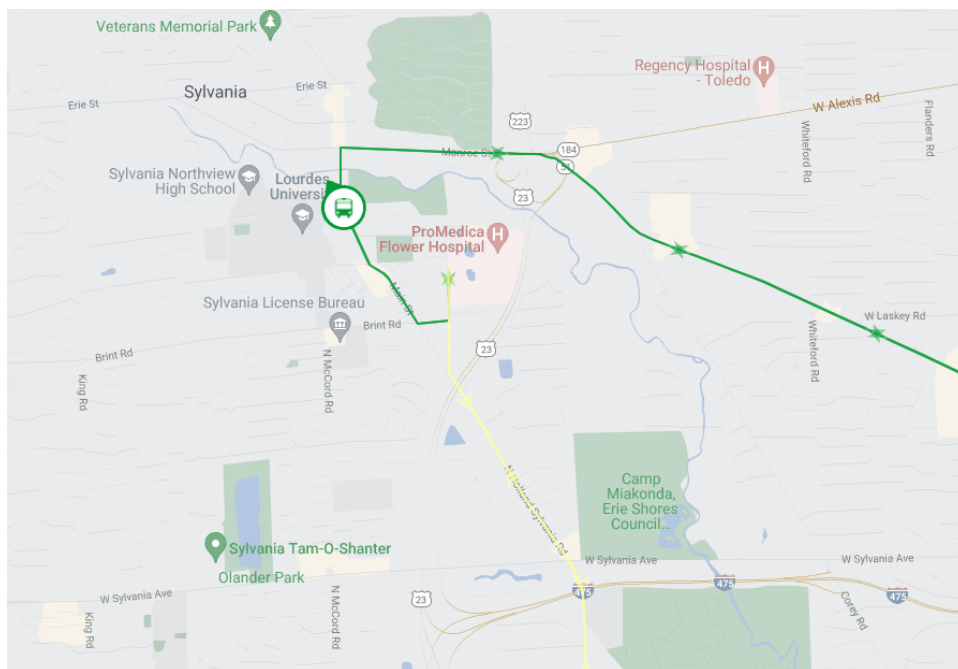 Veterans Memorial Park
Erie St
Sylvania
Erie St
Regency Hospital
- Toledo
W Alexis Rd
Flanders Rd
Whiteford Rd
223
184
51
Monroe St
23
Sylvania Northview
High School
Lourdes
Universi
ProMedica
Flower Hospital
H
H
Main St
Sylvania License Bureau
Brint Rd
Brint Rd
N McCord Rd
King Rd
23
W Laskey Rd
Whiteford Rd
N Holland Sylvania Rd
Camp
Miakonda,
Erie Shores
Council...
Sylvania Tam-O-Shanter
Olander Park
W Sylvania Ave
W Sylvania Ave
W Sylvania Ave
N McCord Rd
King Rd
23
475
475
475
Corey Rd